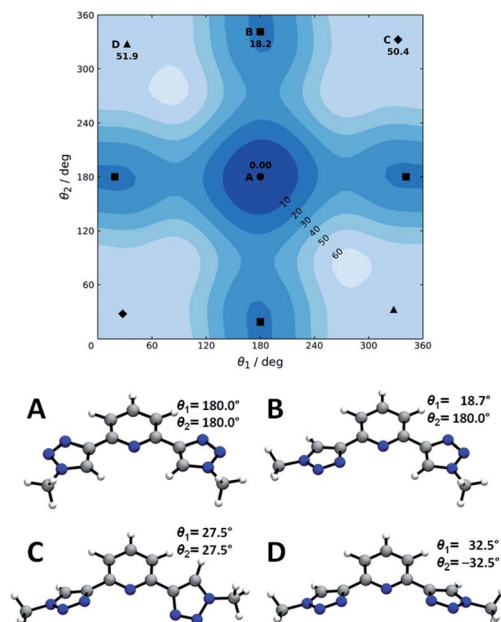 360
300
240
180
120
60
θ2 / deg
B
18.2
C
50.4
D
51.9
0.00
A
10
20
30
40
50
60
0
60
120
180
240
300
360
θ1 / deg
A
θ1 = 180.0°
θ2 = 180.0°
B
θ1 = 18.7°
θ2 = 180.0°
C
θ1 = 27.5°
θ2 = 27.5°
D
θ1 = 32.5°
θ2 = –32.5°